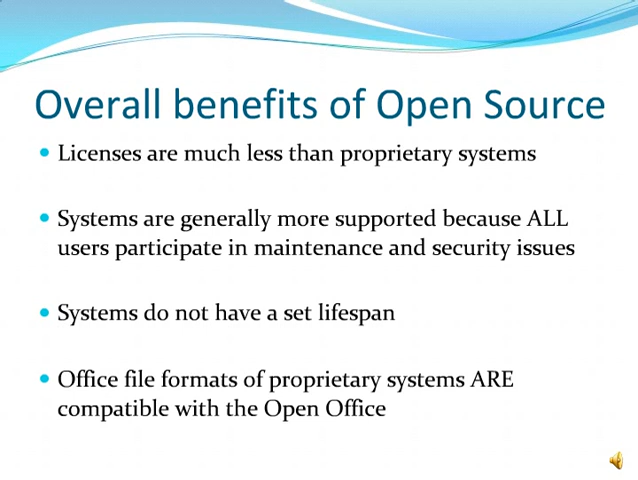 Overall benefits of Open Source
Licenses are much less than proprietary systems
Systems are generally more supported because ALL
users participate in maintenance and security issues
Systems do not have a set lifespan
Office file formats of proprietary systems ARE
compatible with the Open Office